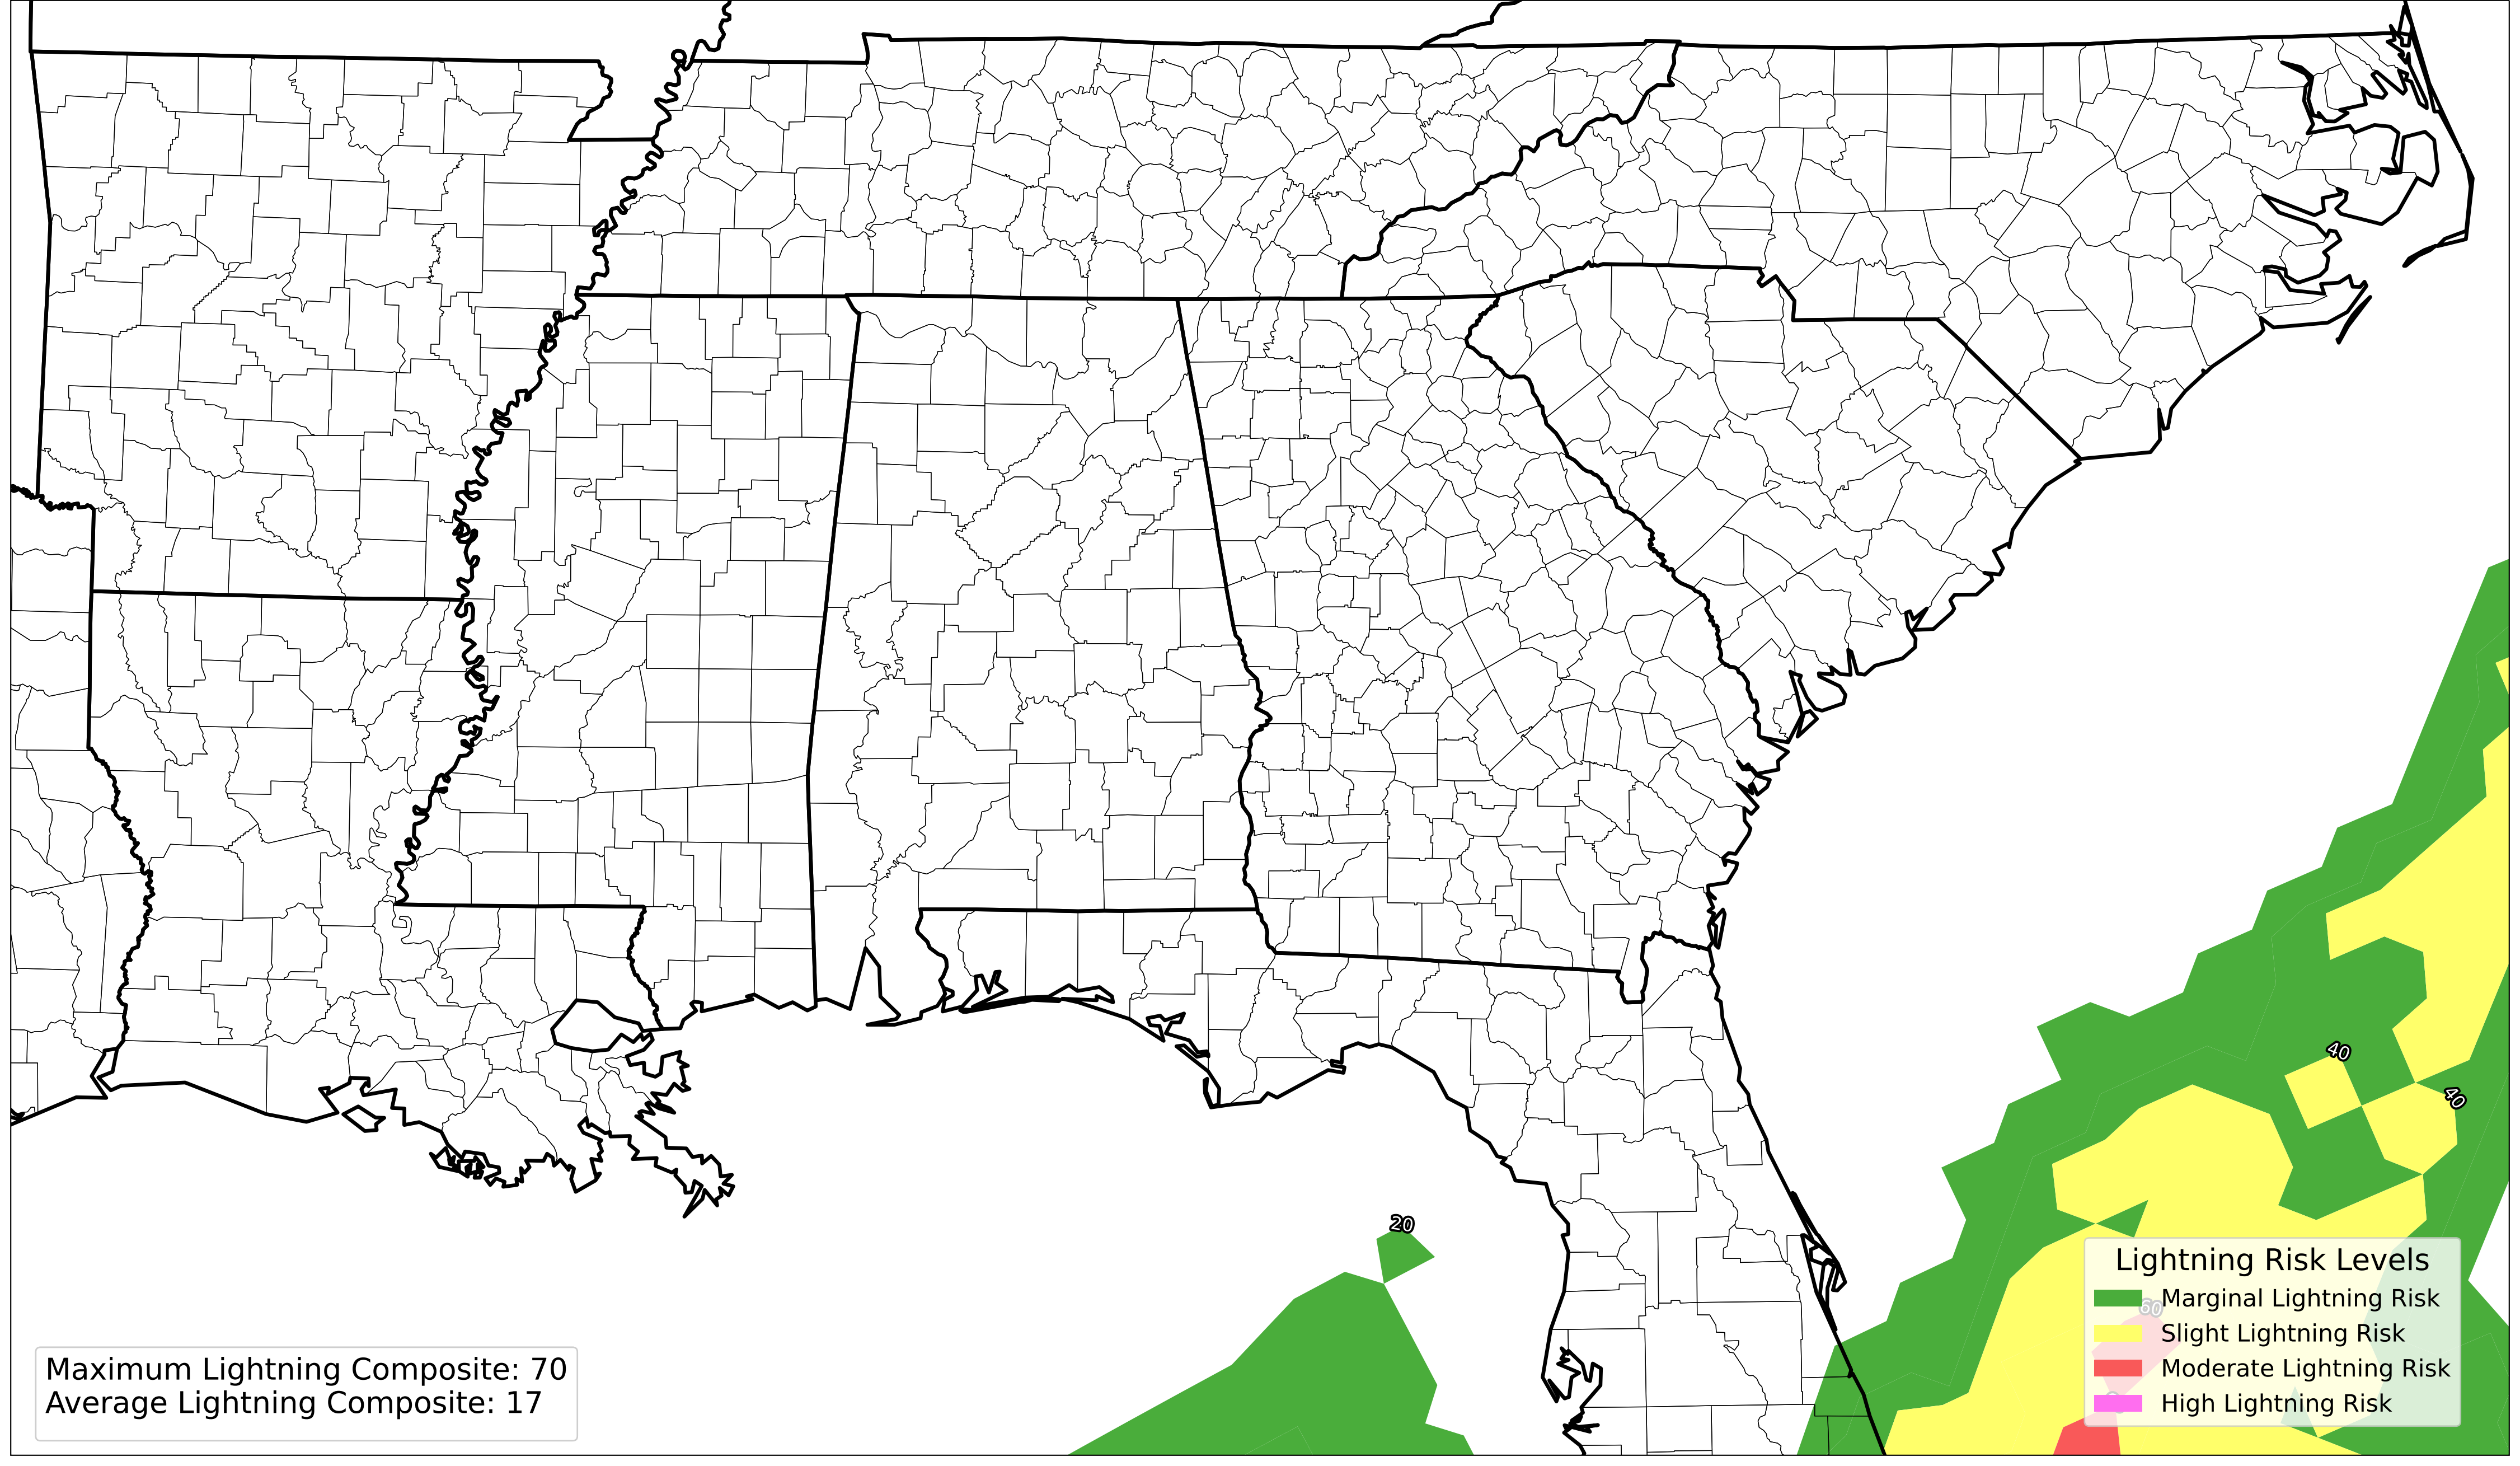 40
40
20
Lightning Risk Levels
Marginal Lightning Risk
60
Slight Lightning Risk
Moderate Lightning Risk
High Lightning Risk
Maximum Lightning Composite: 70
Average Lightning Composite: 17